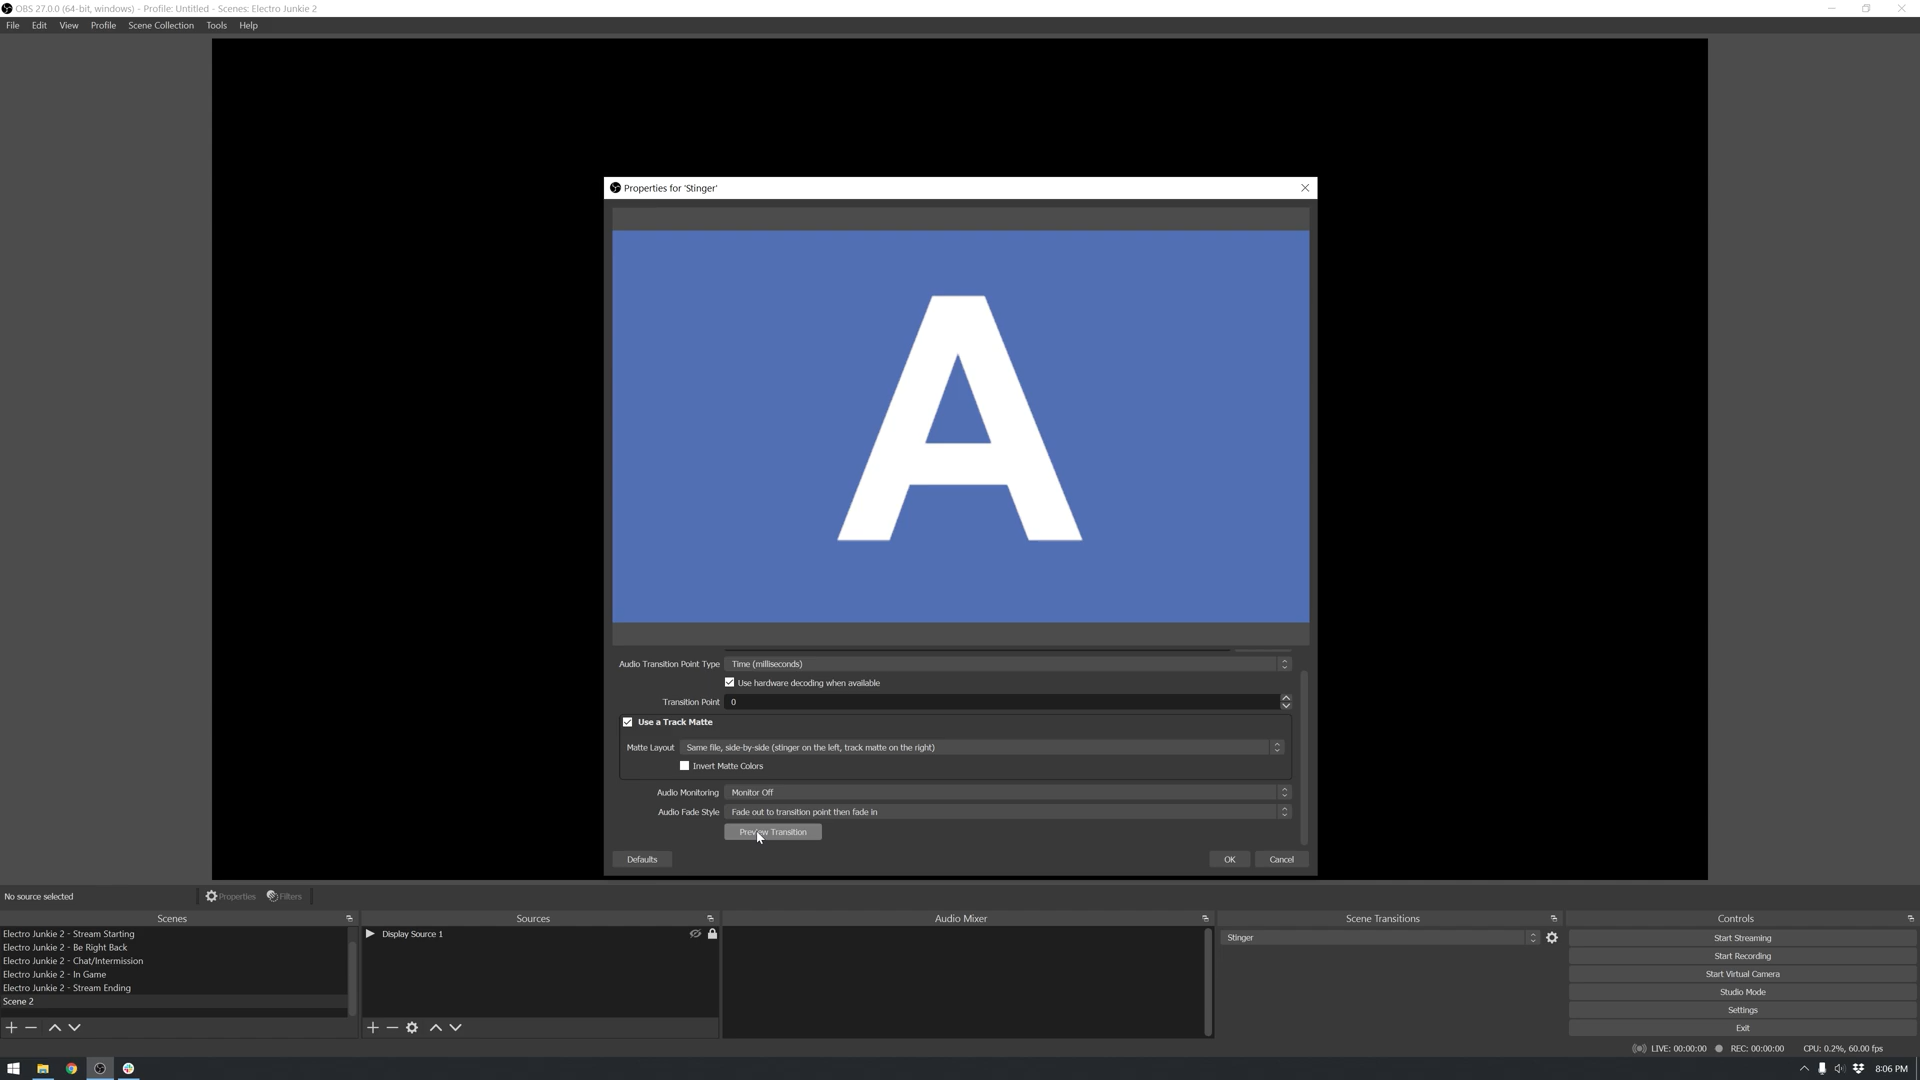 OBS 27.0.0 (64-bit, windows) - Profile: Untitled - Scenes: Electro Junkie 2
File Edit View Profile Scene Collection Tools Help
Properties for 'Stinger'
A
Audio Transition Point Type Time (milliseconds)
Use hardware decoding when available
Transition Point 0
Use a Track Matte
Matte Layout Same file, side-by-side (stinger on the left, track matte on the right)
Invert Matte Colors
Audio Monitoring Monitor Off
Audio Fade Style Fade out to transition point then fade in
Preview Transition
Defaults OK Cancel
No source selected Properties Filters
Scenes Sources Audio Mixer Scene Transitions Controls
Electro Junkie 2 - Stream Starting
Electro Junkie 2 - Be Right Back
Electro Junkie 2 - Chat/Intermission
Electro Junkie 2 - In Game
Electro Junkie 2 - Stream Ending
Scene 2
Display Source 1
Stinger
Start Streaming
Start Recording
Start Virtual Camera
Studio Mode
Settings
Exit
LIVE: 00:00:00 REC: 00:00:00 CPU: 0.2%, 60.00 fps
8:06 PM